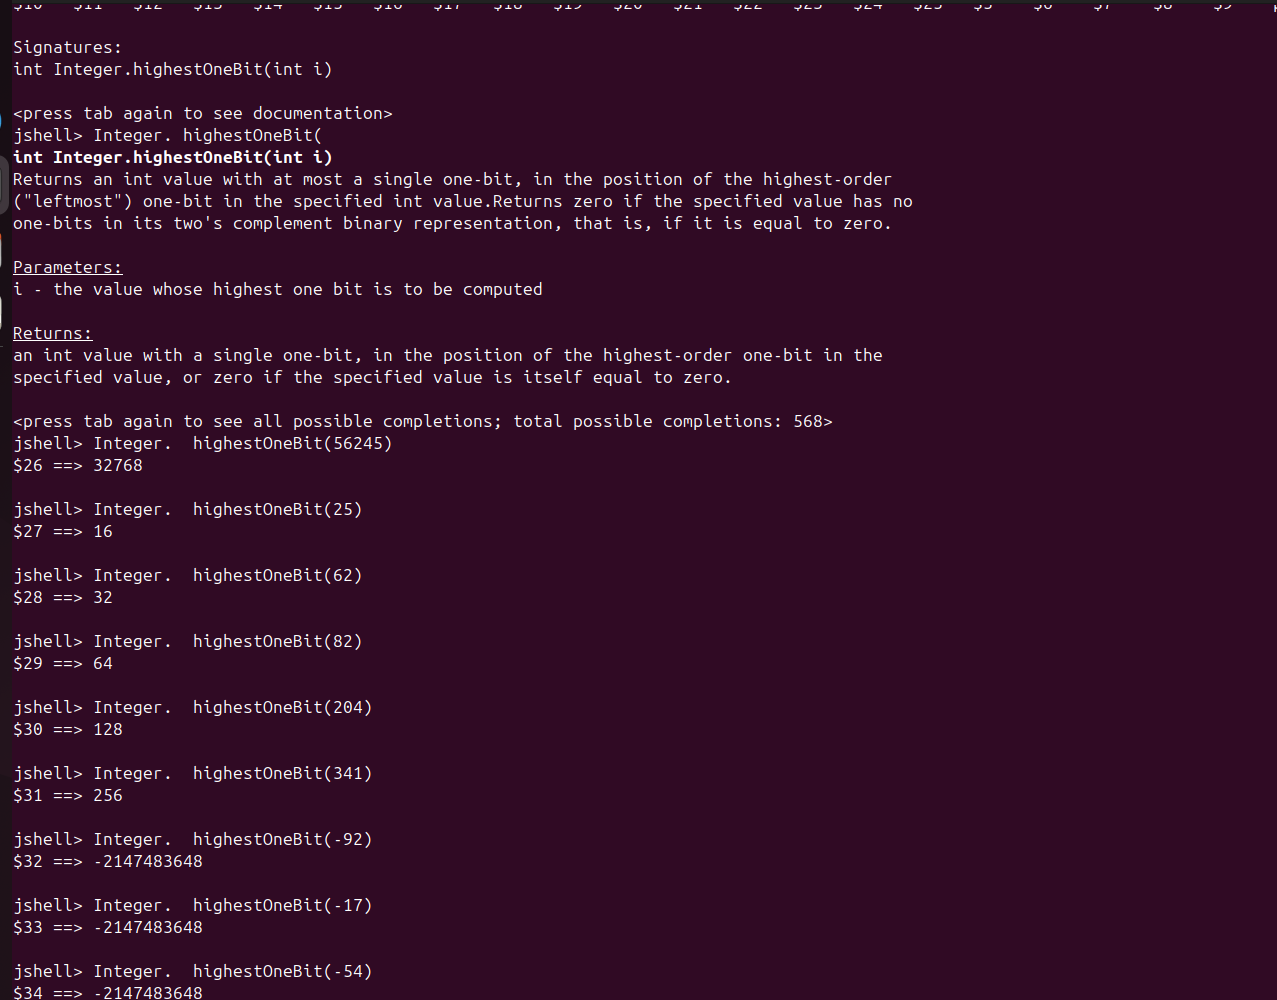 $10 $11 $12 $13 $14 $15 $16 $17 $18 $19 $20 $21 $22 $23 $24 $25 $5 $6 $7 $8 $9
Signatures:
int Integer.highestOneBit(int i)
<press tab again to see documentation>
jshell> Integer. highestOneBit(
int Integer.highestOneBit(int i)
Returns an int value with at most a single one-bit, in the position of the highest-order
("leftmost") one-bit in the specified int value.Returns zero if the specified value has no
one-bits in its two's complement binary representation, that is, if it is equal to zero.
Parameters:
i - the value whose highest one bit is to be computed
Returns:
an int value with a single one-bit, in the position of the highest-order one-bit in the
specified value, or zero if the specified value is itself equal to zero.
<press tab again to see all possible completions; total possible completions: 568>
jshell> Integer.  highestOneBit(56245)
$26 ==> 32768
jshell> Integer.  highestOneBit(25)
$27 ==> 16
jshell> Integer.  highestOneBit(62)
$28 ==> 32
jshell> Integer.  highestOneBit(82)
$29 ==> 64
jshell> Integer.  highestOneBit(204)
$30 ==> 128
jshell> Integer.  highestOneBit(341)
$31 ==> 256
jshell> Integer.  highestOneBit(-92)
$32 ==> -2147483648
jshell> Integer.  highestOneBit(-17)
$33 ==> -2147483648
jshell> Integer.  highestOneBit(-54)
$34 ==> -2147483648